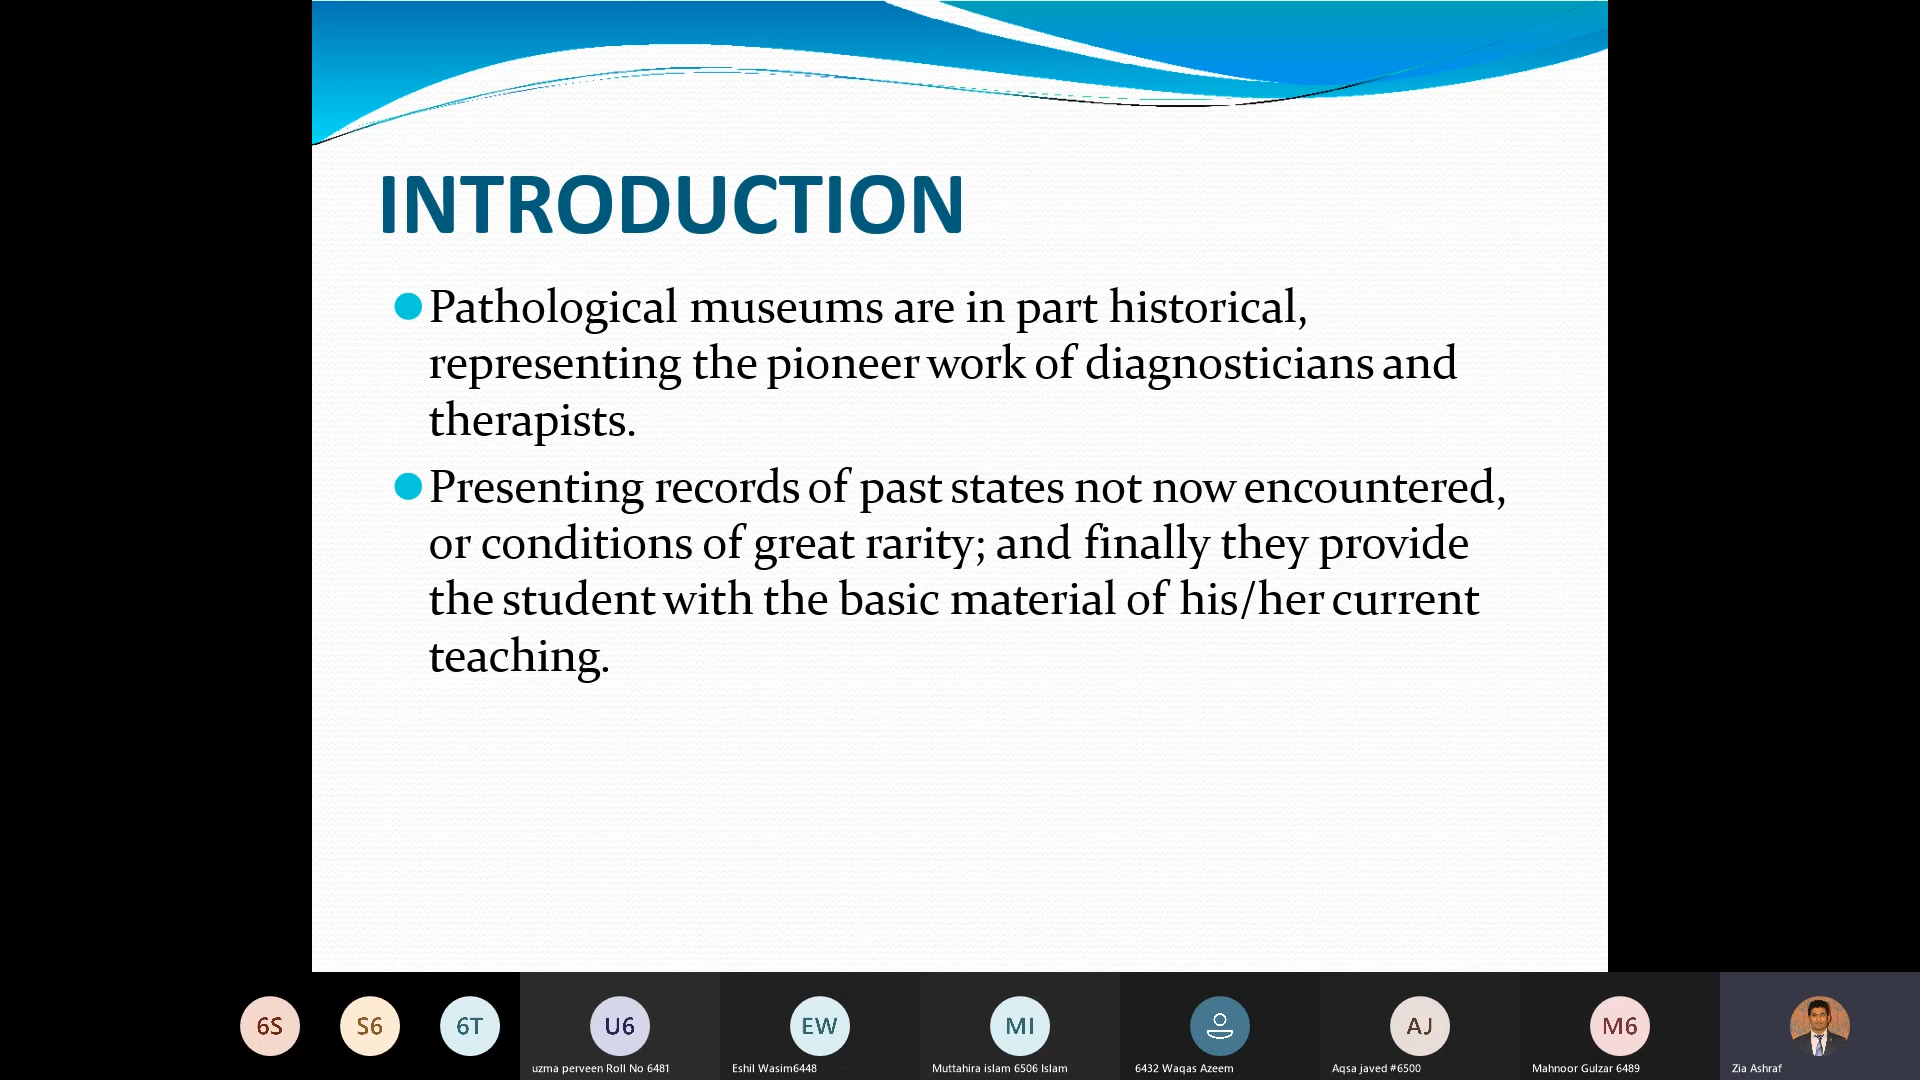 INTRODUCTION
Pathological museums are in part historical,
representing the pioneer work of diagnosticians and
therapists.
Presenting records of past states not now encountered,
or conditions of great rarity; and finally they provide
the student with the basic material of his/her current
teaching.
6S
S6
6T
U6
EW
MI
AJ
M6
uzma perveen Roll No 6481
Eshil Wasim6448
Muttahira islam 6506 Islam
6432 Waqas Azeem
Aqsa javed #6500
Mahnoor Gulzar 6489
Zia Ashraf